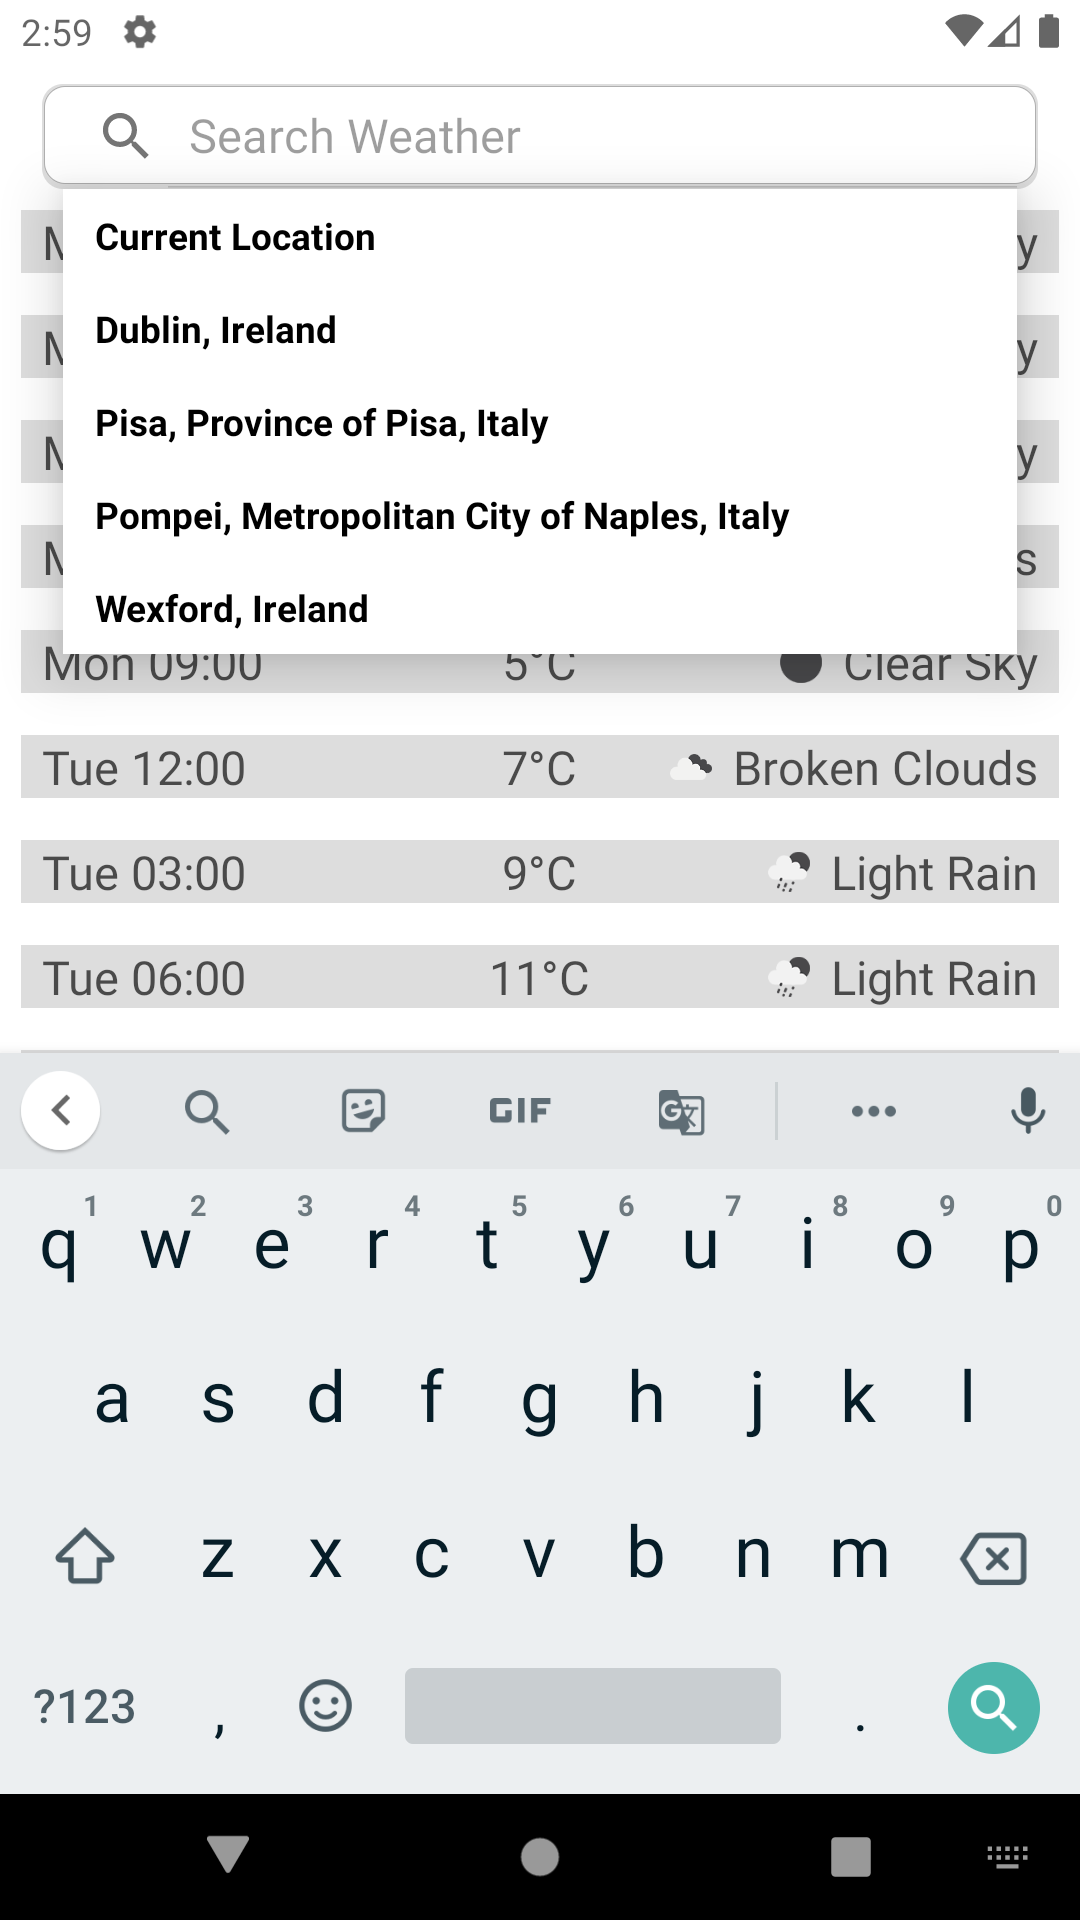 2:59
Search Weather
Current Location
Dublin, Ireland
Pisa, Province of Pisa, Italy
Pompei, Metropolitan City of Naples, Italy
Wexford, Ireland
Mon 09:00 5°C Clear Sky
Tue 12:00 7°C Broken Clouds
Tue 03:00 9°C Light Rain
Tue 06:00 11°C Light Rain
GIF
1 2 3 4 5 6 7 8 9 0
q w e r t y u i o p
a s d f g h j k l
z x c v b n m
?123 , .